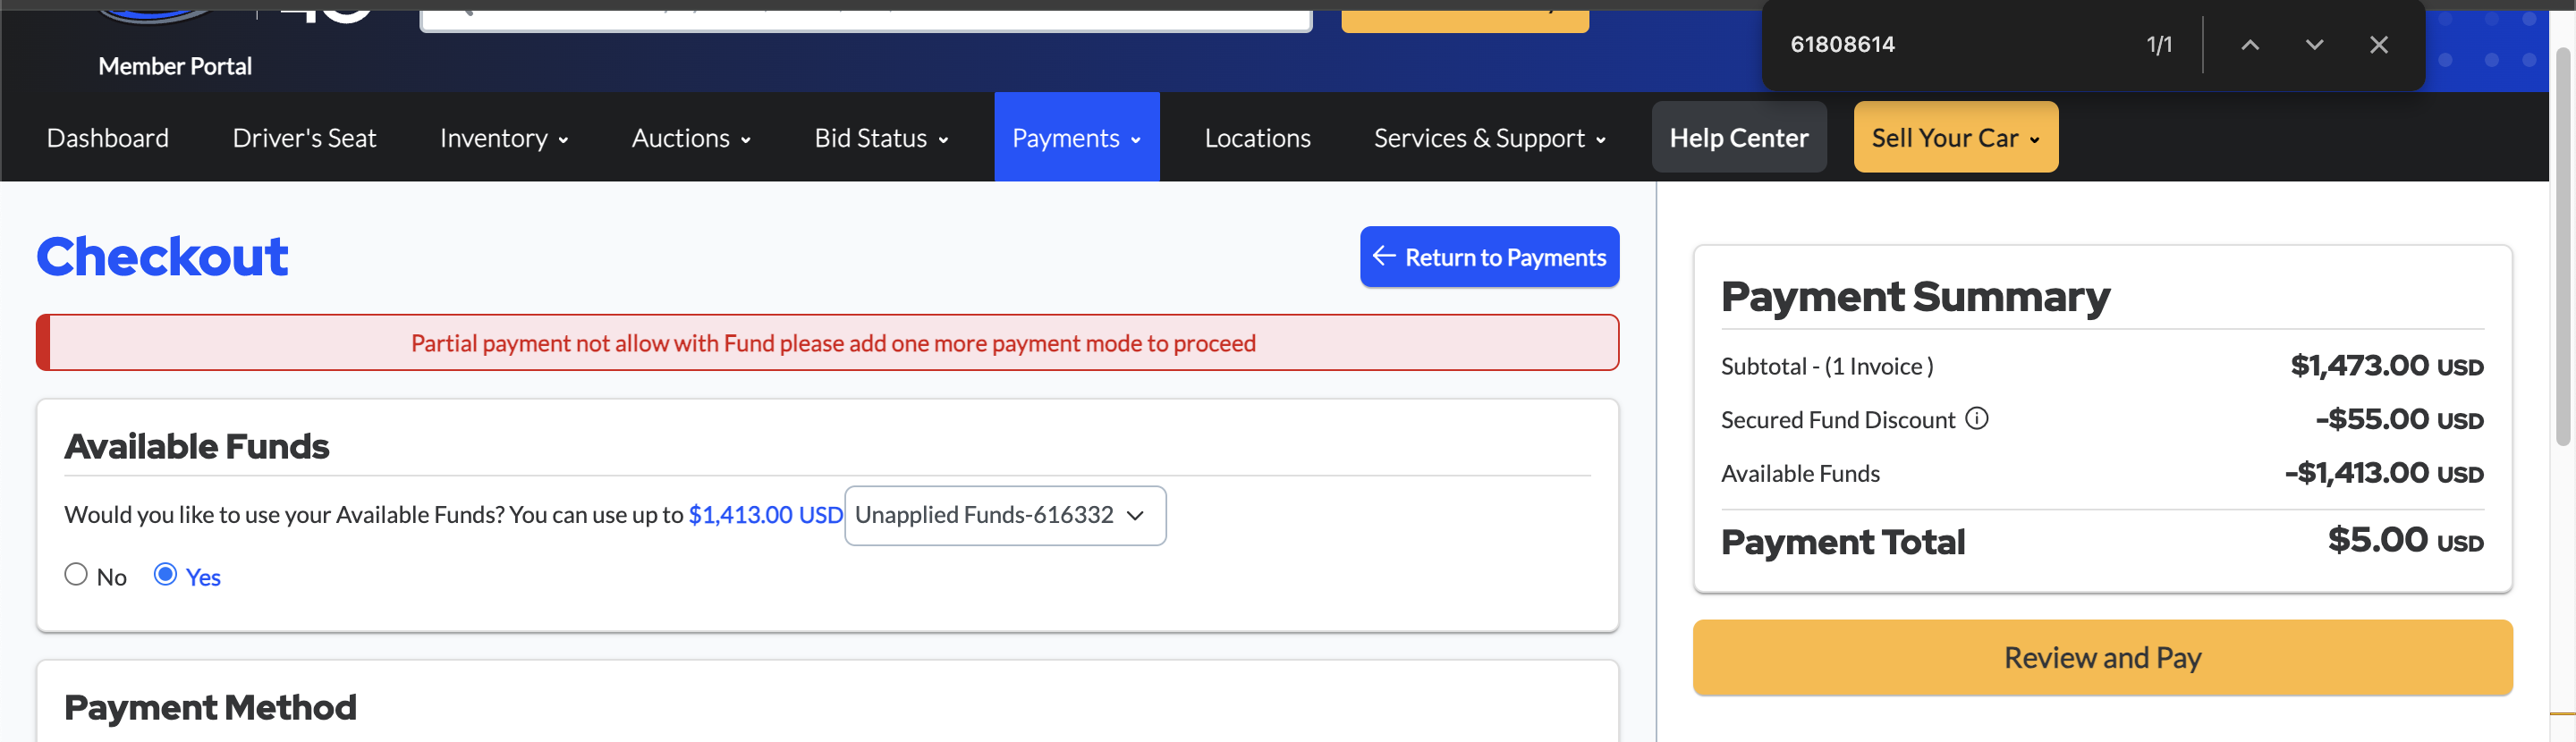 Member Portal
61808614 1/1
Dashboard Driver's Seat Inventory Auctions Bid Status Payments Locations Services & Support Help Center Sell Your Car
Checkout
Return to Payments
Partial payment not allow with Fund please add one more payment mode to proceed
Available Funds
Would you like to use your Available Funds? You can use up to $1,413.00 USD Unapplied Funds-616332
No Yes
Payment Method
Payment Summary
Subtotal - (1 Invoice ) $1,473.00 USD
Secured Fund Discount -$55.00 USD
Available Funds -$1,413.00 USD
Payment Total $5.00 USD
Review and Pay